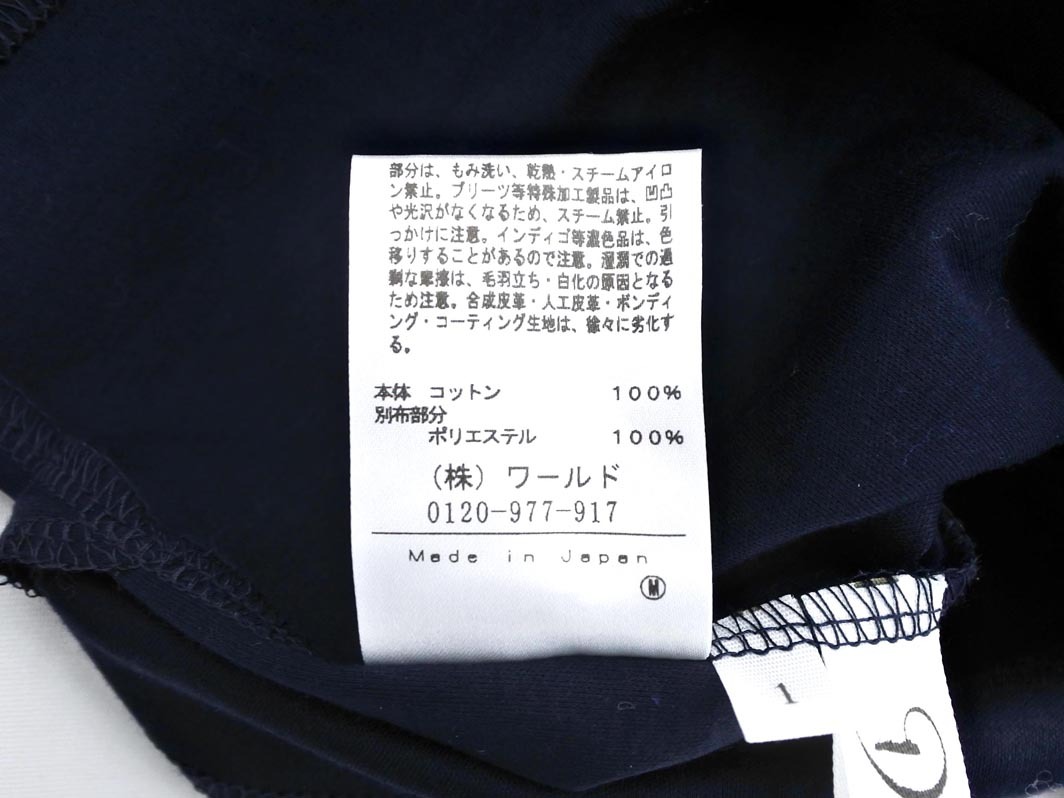 部分は、もみ洗い、乾熱・スチームアイロ
ン禁止。プリーツ等特殊加工製品は、凹凸
や光沢がなくなるため、スチーム禁止。引
っかけに注意。インディゴ等濃色品は、色
移りすることがあるので注意。湿潤での過
剰な摩擦は、毛羽立ち・白化の原因となる
ため注意。合成皮革・人工皮革・ボンディ
ング・コーティング生地は、徐々に劣化す
る。
本体 コットン 100%
別布部分
ポリエステル 100%
(株) ワールド
0120-977-917
Made in Japan
Ⓜ
1